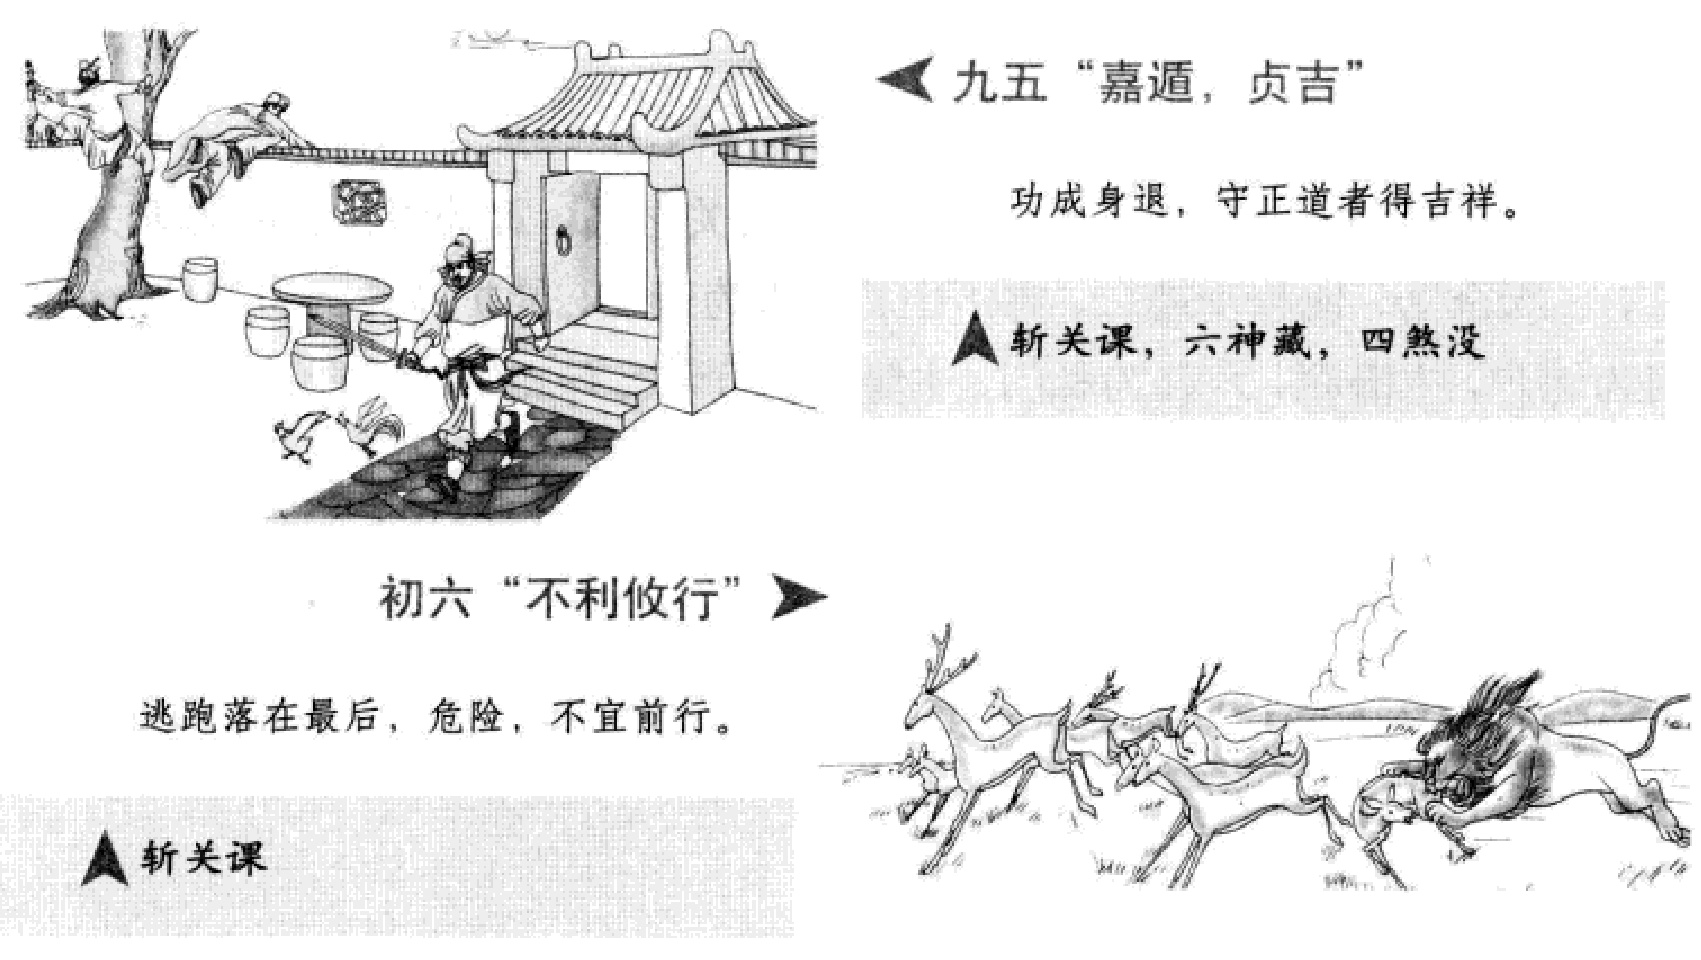 九五“嘉遁，贞吉”
功成身退，守正道者得吉祥。
斩关课，六神藏，四煞没
初六“不利攸行”
逃跑落在最后，危险，不宜前行。
斩关课